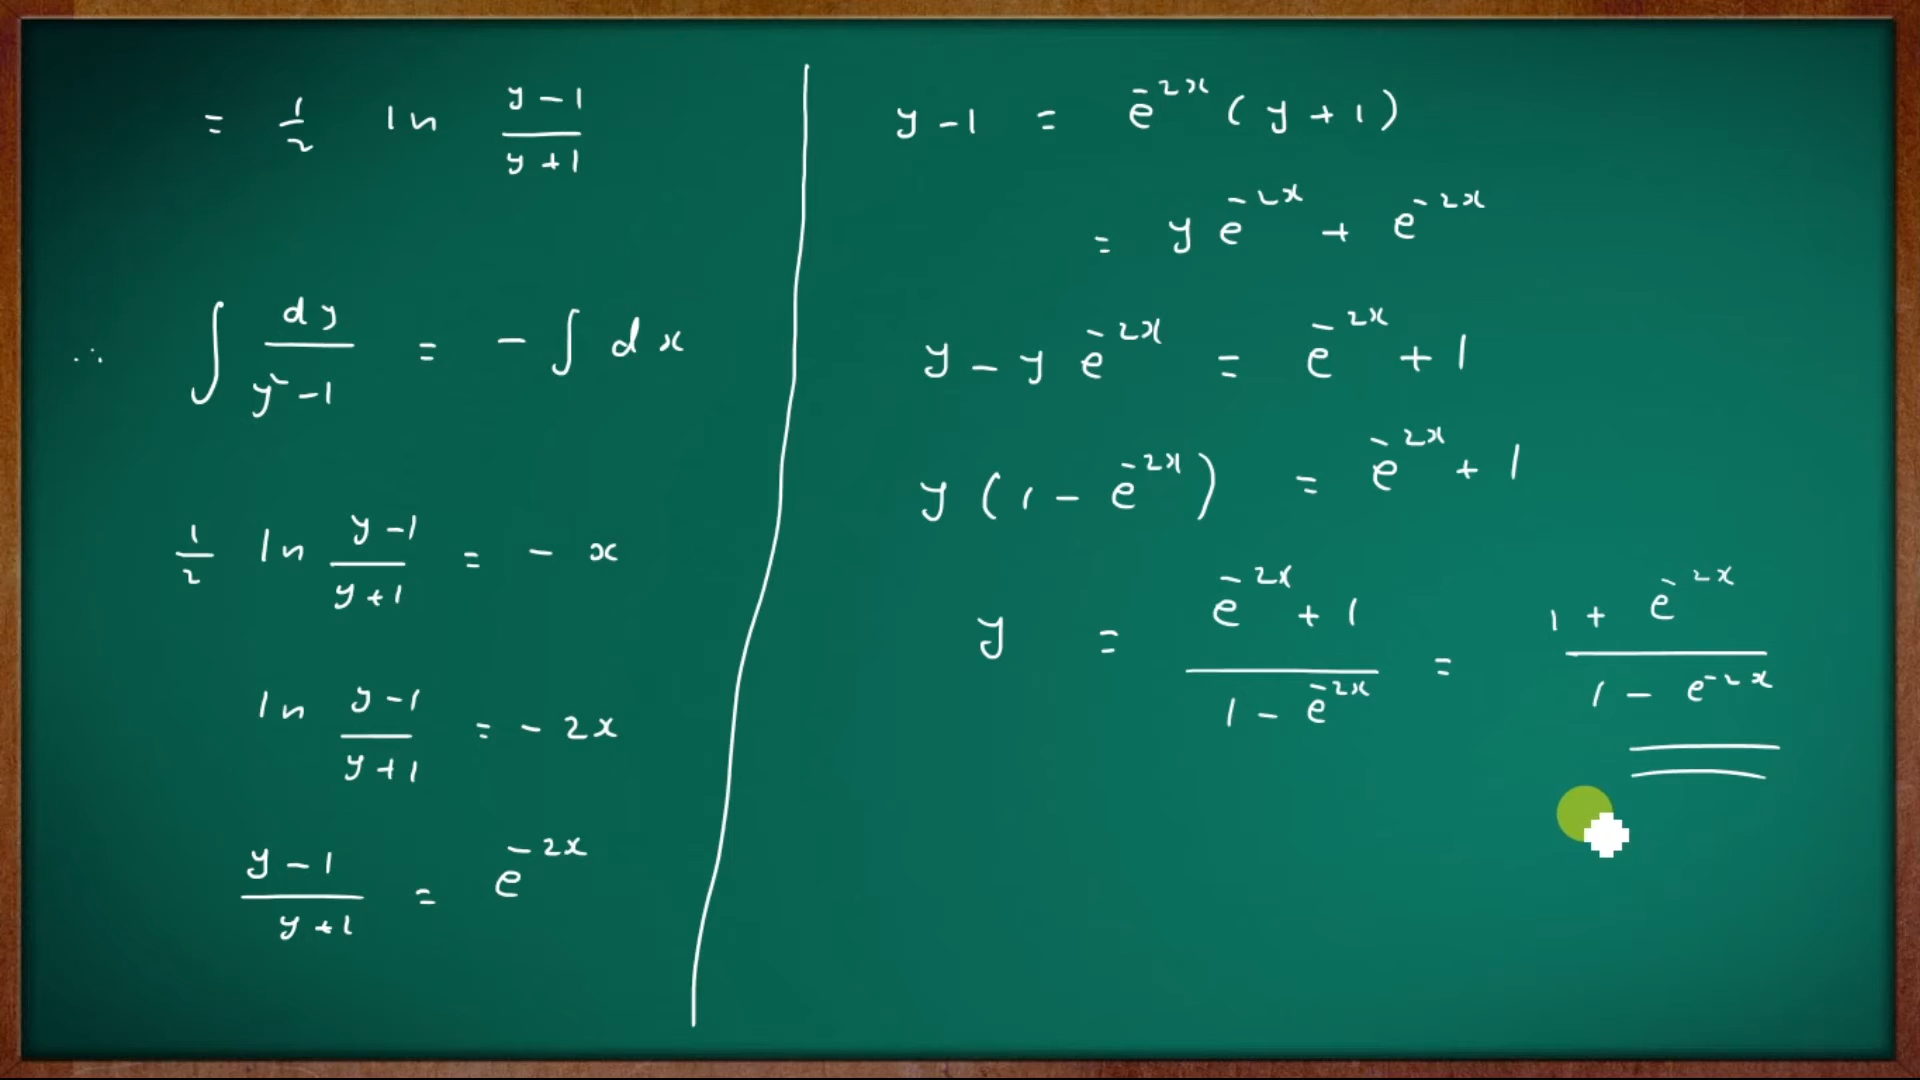 = 1/2 ln (y-1)/(y+1)
∴ ∫ dy/(y²-1) = - ∫ dx
1/2 ln (y-1)/(y+1) = - x
ln (y-1)/(y+1) = - 2x
(y-1)/(y+1) = e^(-2x)
y-1 = e^(-2x) (y+1)
= y e^(-2x) + e^(-2x)
y - y e^(-2x) = e^(-2x) + 1
y (1 - e^(-2x)) = e^(-2x) + 1
y = (e^(-2x) + 1)/(1 - e^(-2x)) = (1 + e^(-2x))/(1 - e^(-2x))